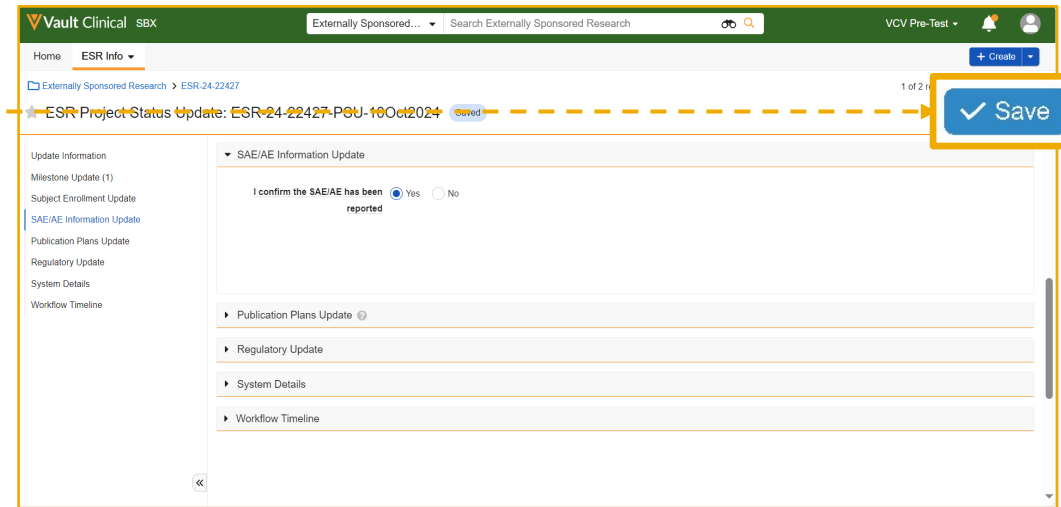 Vault Clinical SBX
Externally Sponsored...
Search Externally Sponsored Research
VCV Pre-Test
Home
ESR Info
+ Create
Externally Sponsored Research > ESR-24-22427
1 of 2
ESR Project Status Update: ESR-24-22427-PSU-10Oct2024
Saved
Save
Update Information
Milestone Update (1)
Subject Enrollment Update
SAE/AE Information Update
Publication Plans Update
Regulatory Update
System Details
Workflow Timeline
SAE/AE Information Update
I confirm the SAE/AE has been
reported
Yes
No
Publication Plans Update
Regulatory Update
System Details
Workflow Timeline